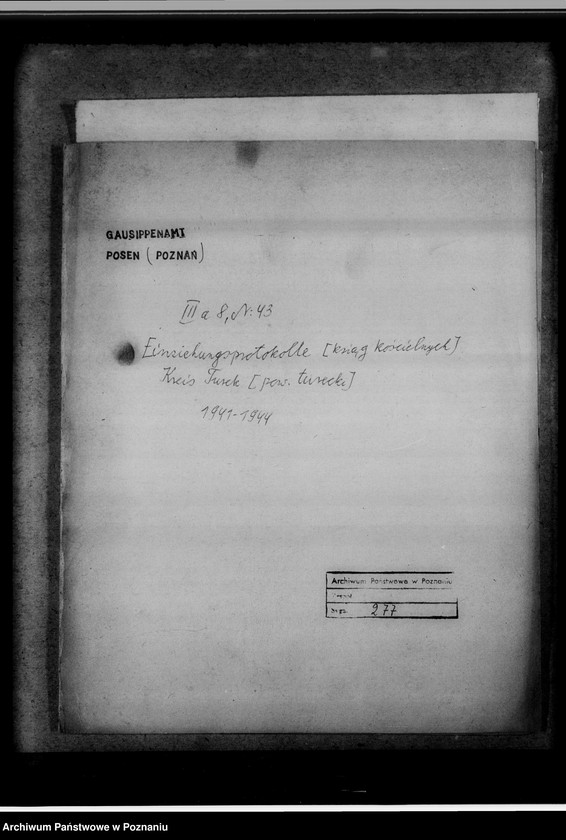 GAUSIPPENAMT
POSEN (POZNAŃ)
III a 8, Nr 43
Einziehungsprotokolle [ksiąg kościelnych]
Kreis Turek [pow. turecki]
1941-1944
Archiwum Państwowe w Poznaniu
277
Archiwum Państwowe w Poznaniu